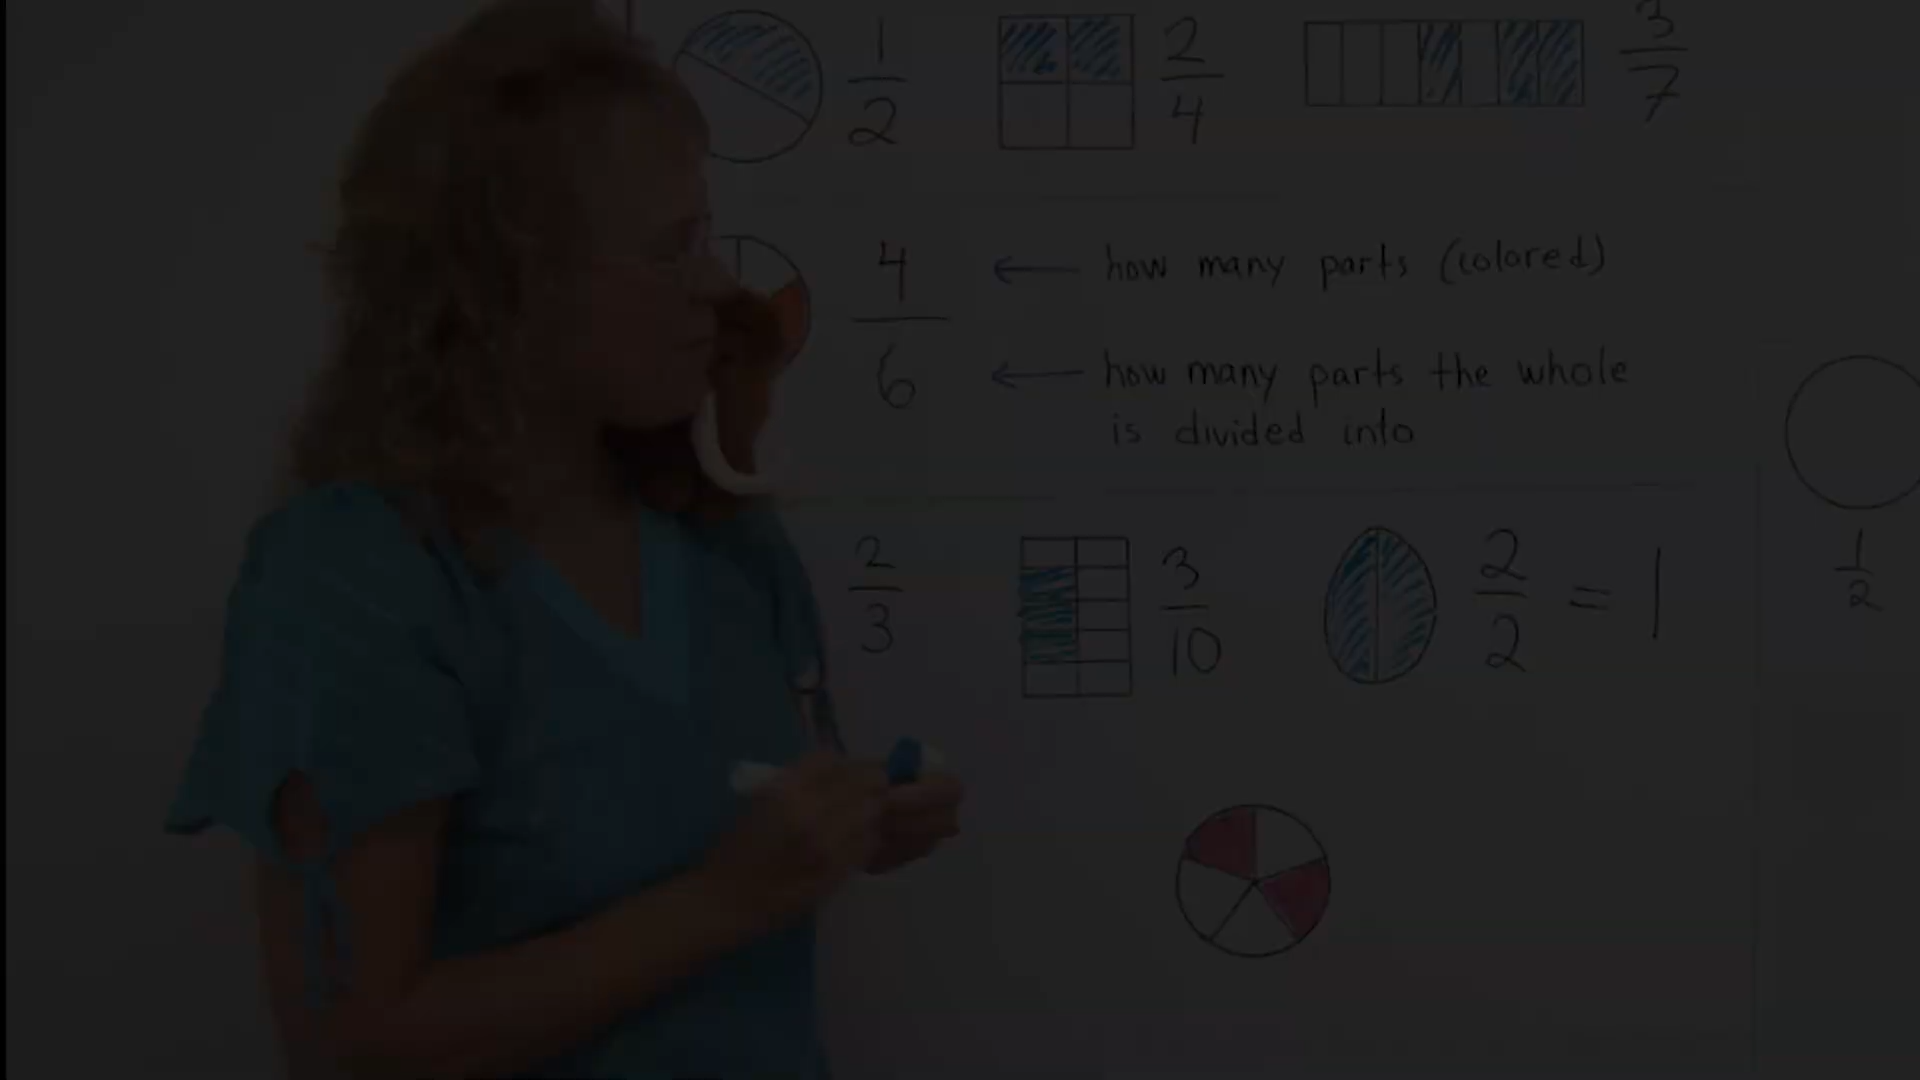 1/2 2/4 3/7
4/6 ← how many parts (colored)
← how many parts the whole
is divided into
2/3 3/10 2/2 = 1 1/2